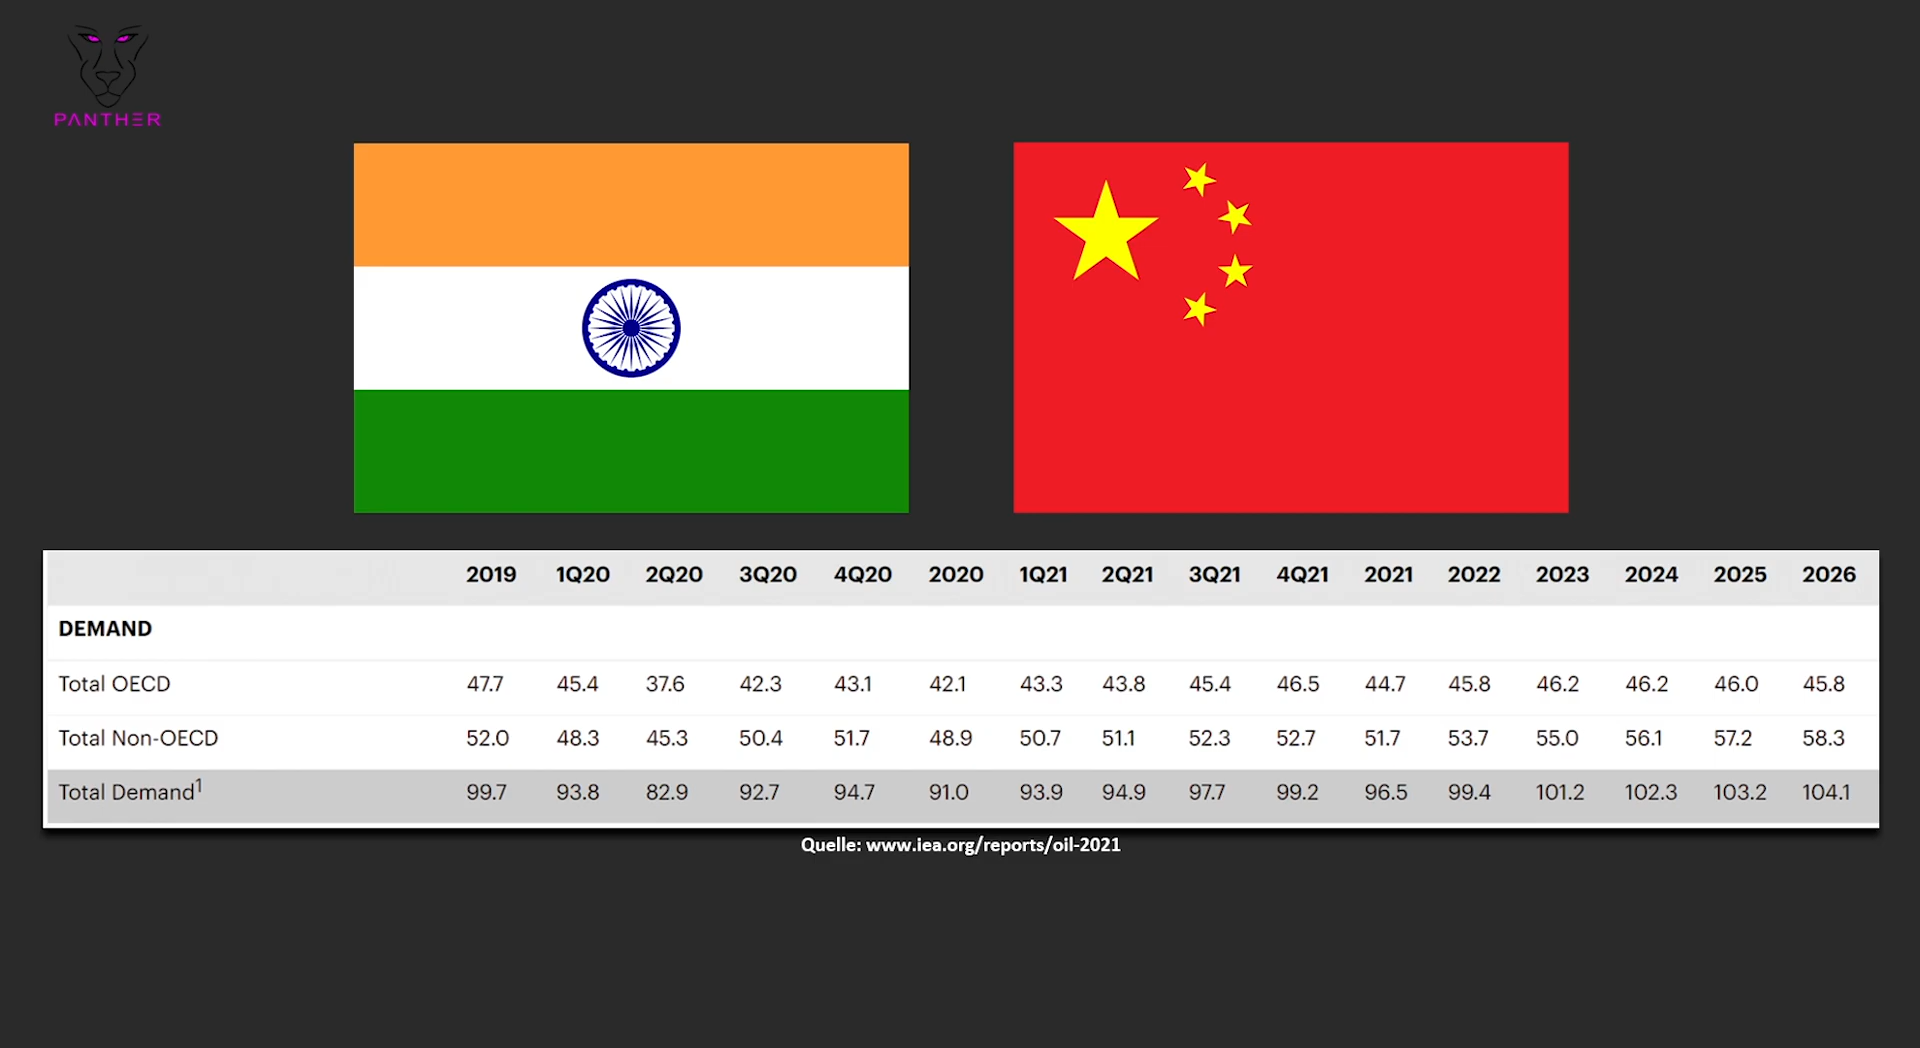 PANTHER
2019 1Q20 2Q20 3Q20 4Q20 2020 1Q21 2Q21 3Q21 4Q21 2021 2022 2023 2024 2025 2026
DEMAND
Total OECD 47.7 45.4 37.6 42.3 43.1 42.1 43.3 43.8 45.4 46.5 44.7 45.8 46.2 46.2 46.0 45.8
Total Non-OECD 52.0 48.3 45.3 50.4 51.7 48.9 50.7 51.1 52.3 52.7 51.7 53.7 55.0 56.1 57.2 58.3
Total Demand¹ 99.7 93.8 82.9 92.7 94.7 91.0 93.9 94.9 97.7 99.2 96.5 99.4 101.2 102.3 103.2 104.1
Quelle: www.iea.org/reports/oil-2021